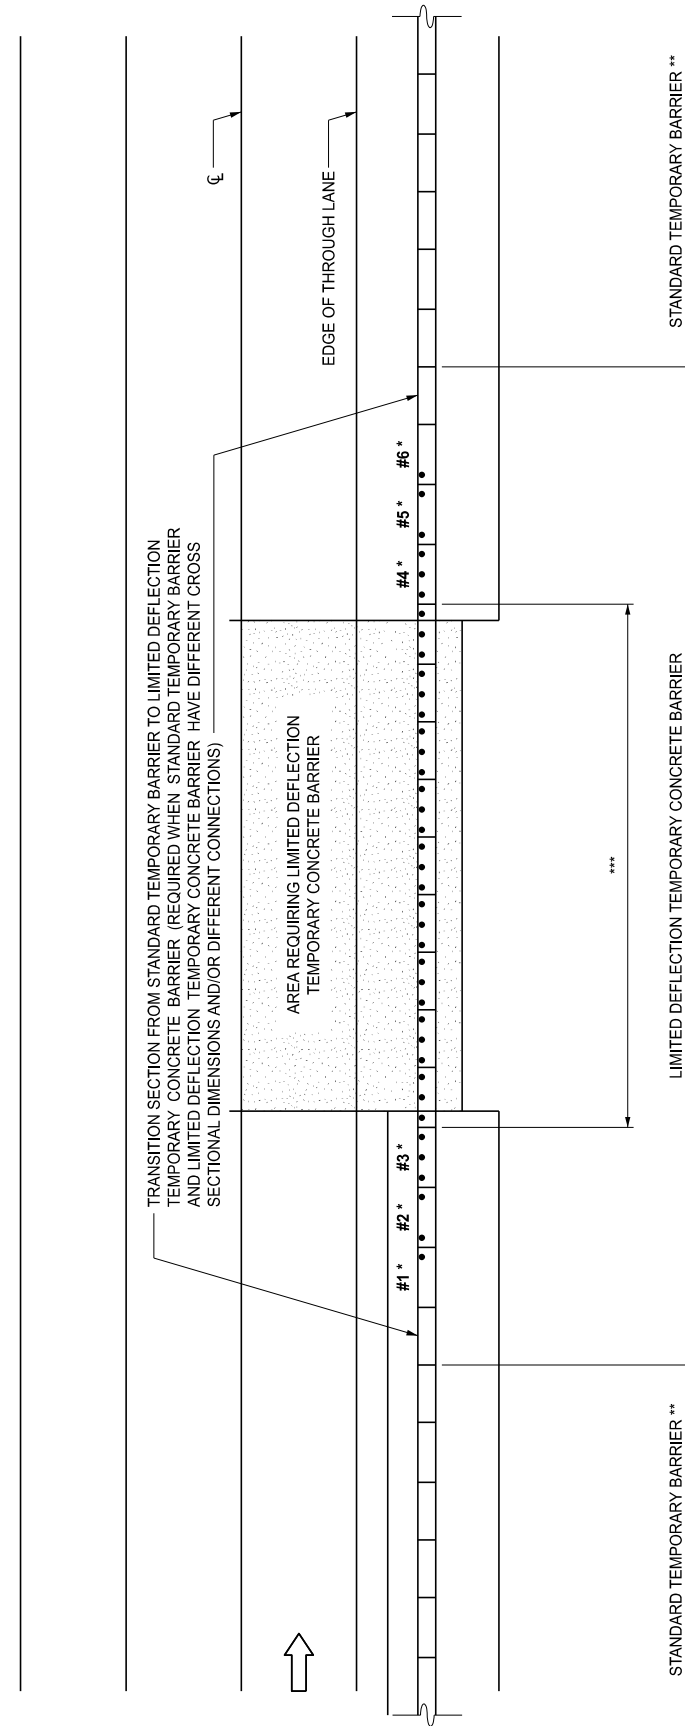 TRANSITION SECTION FROM STANDARD TEMPORARY BARRIER TO LIMITED DEFLECTION
TEMPORARY CONCRETE BARRIER (REQUIRED WHEN STANDARD TEMPORARY BARRIER
AND LIMITED DEFLECTION TEMPORARY CONCRETE BARRIER HAVE DIFFERENT CROSS
SECTIONAL DIMENSIONS AND/OR DIFFERENT CONNECTIONS)
℄
EDGE OF THROUGH LANE
AREA REQUIRING LIMITED DEFLECTION
TEMPORARY CONCRETE BARRIER
#1 *
#2 *
#3 *
#4 *
#5 *
#6 *
***
STANDARD TEMPORARY BARRIER **
LIMITED DEFLECTION TEMPORARY CONCRETE BARRIER
STANDARD TEMPORARY BARRIER **